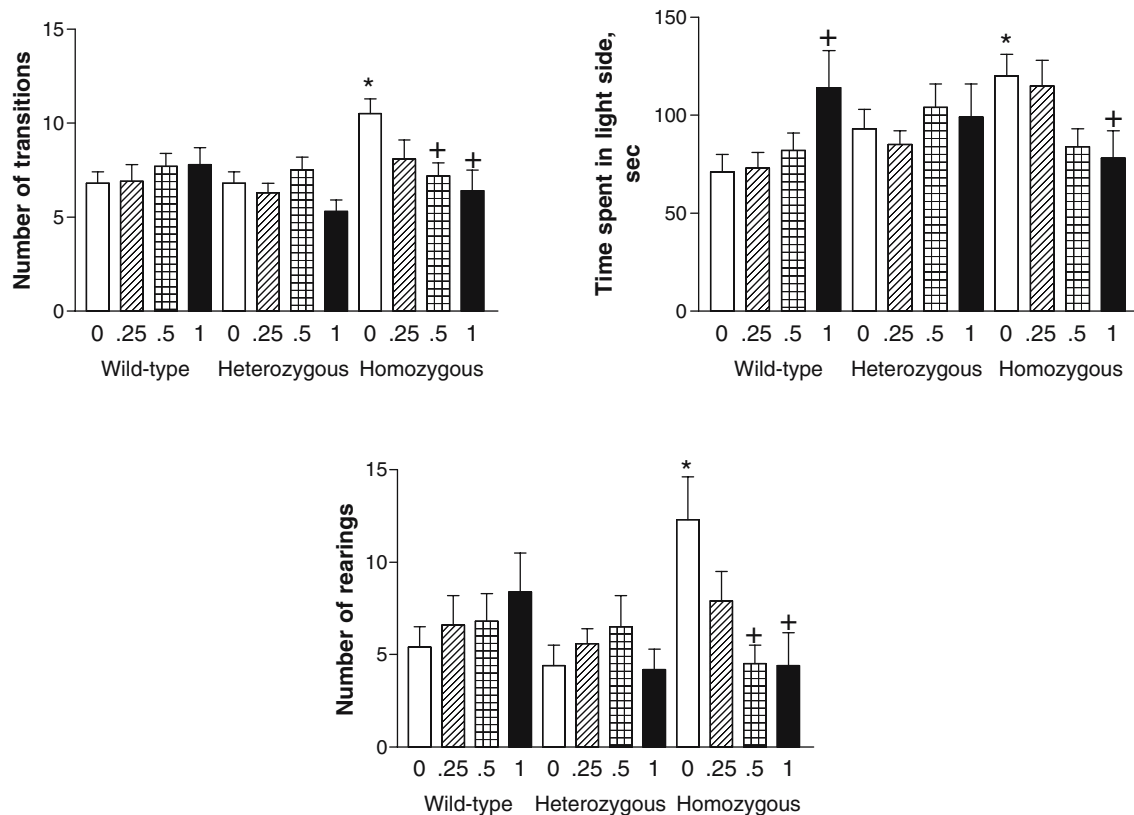 Number of transitions
15
10
5
0
*
+
+
0 .25 .5 1 0 .25 .5 1 0 .25 .5 1
Wild-type Heterozygous Homozygous
Time spent in light side,
sec
150
100
50
0
+
*
+
0 .25 .5 1 0 .25 .5 1 0 .25 .5 1
Wild-type Heterozygous Homozygous
Number of rearings
15
10
5
0
*
+
+
0 .25 .5 1 0 .25 .5 1 0 .25 .5 1
Wild-type Heterozygous Homozygous